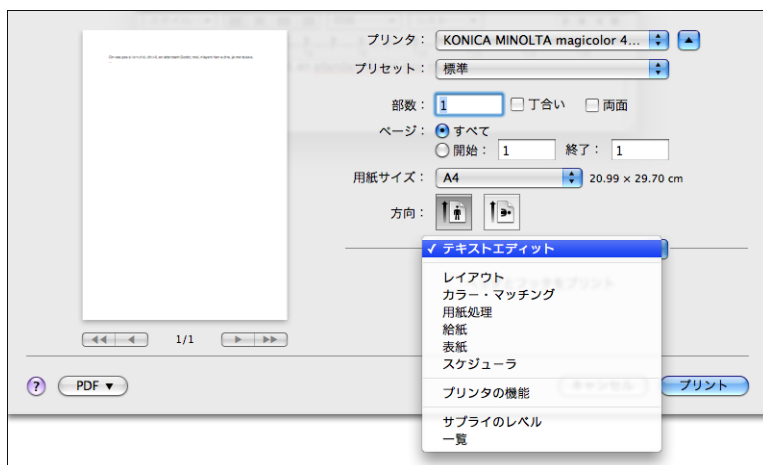 プリンタ： KONICA MINOLTA magicolor 4...
プリセット： 標準
部数： 1 丁合い 両面
ページ： すべて
開始： 1 終了： 1
用紙サイズ： A4 20.99 × 29.70 cm
方向：
✓ テキストエディット
レイアウト
カラー・マッチング
用紙処理
給紙
表紙
スケジューラ
プリンタの機能
サプライのレベル
一覧
1/1
? PDF ▼ キャンセル プリント